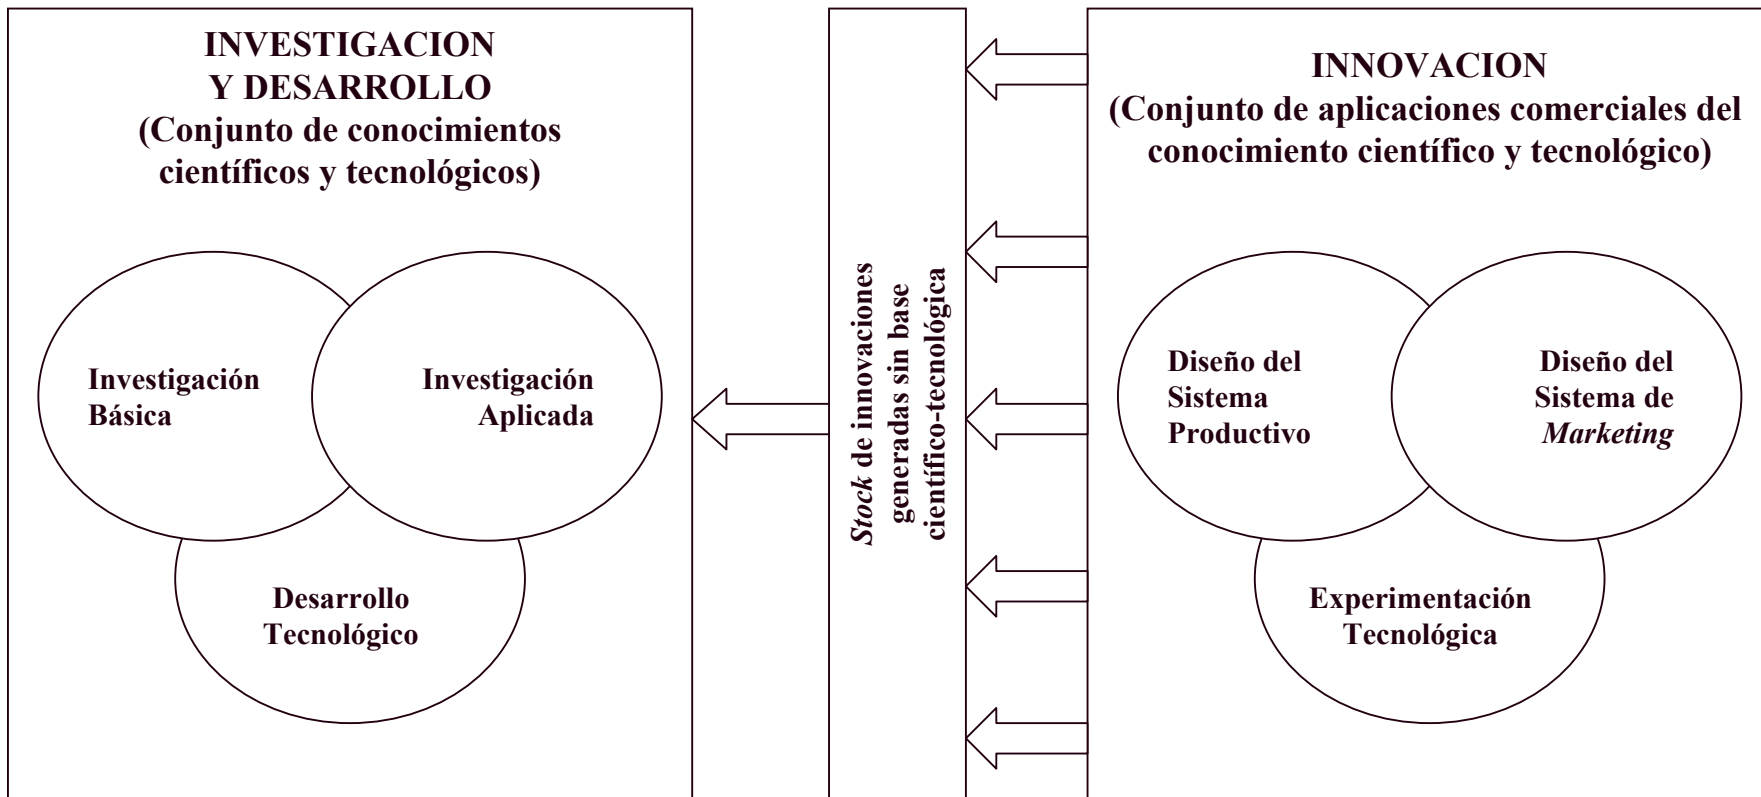 INVESTIGACION
Y DESARROLLO
(Conjunto de conocimientos
científicos y tecnológicos)
Investigación
Básica
Investigación
Aplicada
Desarrollo
Tecnológico
Stock de innovaciones
generadas sin base
científico-tecnológica
INNOVACION
(Conjunto de aplicaciones comerciales del
conocimiento científico y tecnológico)
Diseño del
Sistema
Productivo
Diseño del
Sistema de
Marketing
Experimentación
Tecnológica